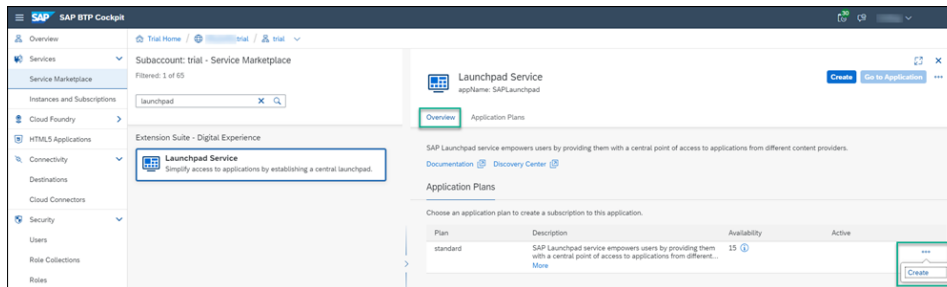 SAP SAP BTP Cockpit
30
Overview
Services
Service Marketplace
Instances and Subscriptions
Cloud Foundry
HTML5 Applications
Connectivity
Destinations
Cloud Connectors
Security
Users
Role Collections
Roles
Trial Home / trial / trial
Subaccount: trial - Service Marketplace
Filtered: 1 of 65
launchpad
Extension Suite - Digital Experience
Launchpad Service
Simplify access to applications by establishing a central launchpad.
Launchpad Service
appName: SAPLaunchpad
Create Go to Application
Overview Application Plans
SAP Launchpad service empowers users by providing them with a central point of access to applications from different content providers.
Documentation Discovery Center
Application Plans
Choose an application plan to create a subscription to this application.
Plan Description Availability Active
standard SAP Launchpad service empowers users by providing them 15
with a central point of access to applications from different...
More
Create